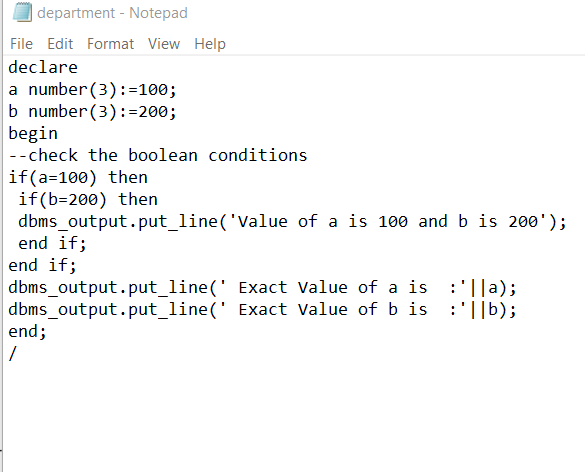 department - Notepad
File Edit Format View Help
declare
a number(3):=100;
b number(3):=200;
begin
--check the boolean conditions
if(a=100) then
 if(b=200) then
 dbms_output.put_line('Value of a is 100 and b is 200');
 end if;
end if;
dbms_output.put_line(' Exact Value of a is  :'||a);
dbms_output.put_line(' Exact Value of b is  :'||b);
end;
/